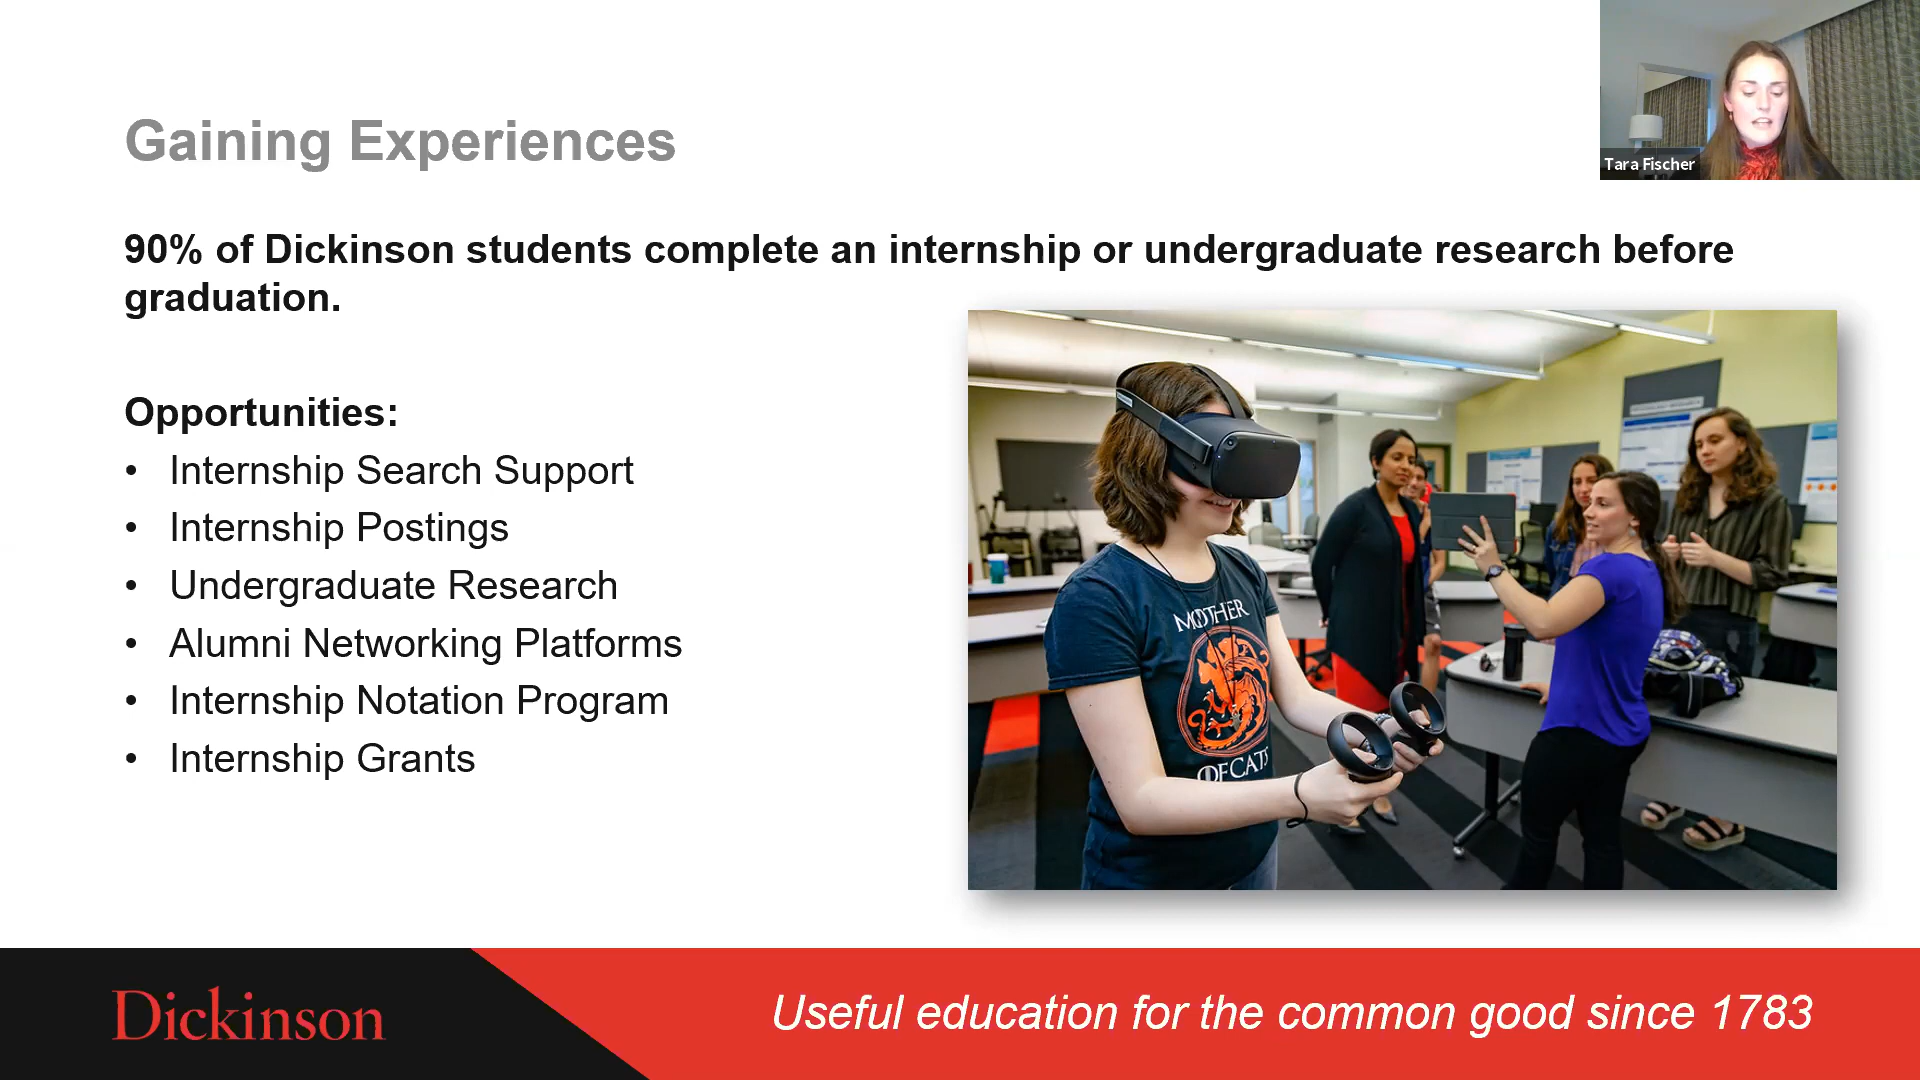 Gaining Experiences
Tara Fischer
90% of Dickinson students complete an internship or undergraduate research before
graduation.
Opportunities:
• Internship Search Support
• Internship Postings
• Undergraduate Research
• Alumni Networking Platforms
• Internship Notation Program
• Internship Grants
MOTHER
OF CATS
Dickinson
Useful education for the common good since 1783